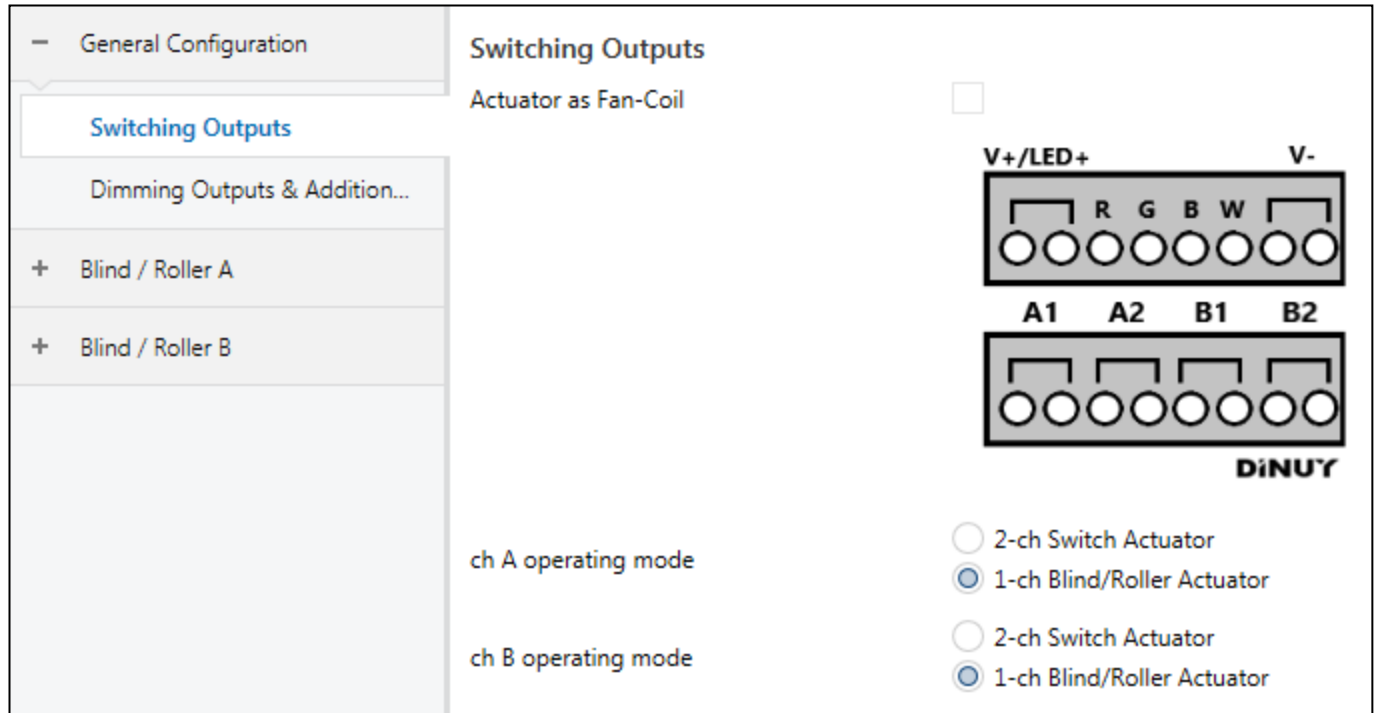 General Configuration
Switching Outputs
Dimming Outputs & Addition...
Blind / Roller A
Blind / Roller B
Switching Outputs
Actuator as Fan-Coil
V+/LED+ V-
R G B W
A1 A2 B1 B2
DiNUY
ch A operating mode
2-ch Switch Actuator
1-ch Blind/Roller Actuator
ch B operating mode
2-ch Switch Actuator
1-ch Blind/Roller Actuator